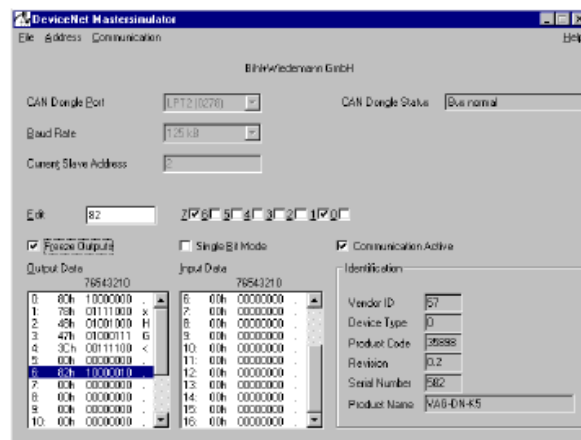 DeviceNet Mastersimulator
File Address Communication Help
Bihl+Wiedemann GmbH
CAN Dongle Port LPT2 (0278) CAN Dongle Status Bus normal
Baud Rate 125 kB
Current Slave Address 2
Edit 82 7 6 5 4 3 2 1 0
Freeze Outputs Single Bit Mode Communication Active
Output Data Input Data Identification
76543210 76543210
0: 80h 10000000 . 6: 00h 00000000 .
1: 78h 01111000 x 7: 00h 00000000 . Vendor ID 57
2: 48h 01001000 H 8: 00h 00000000 .
3: 47h 01000111 G 9: 00h 00000000 . Device Type 0
4: 3Ch 00111100 < 10: 00h 00000000 . Product Code
5: 00h 00000000 . 11: 00h 00000000 .
6: 82h 10000010 . 12: 00h 00000000 . Revision 0.2
7: 00h 00000000 . 13: 00h 00000000 .
8: 00h 00000000 . 14: 00h 00000000 . Serial Number 582
9: 00h 00000000 . 15: 00h 00000000 .
10: 00h 00000000 . 16: 00h 00000000 . Product Name VAG-DN-K5